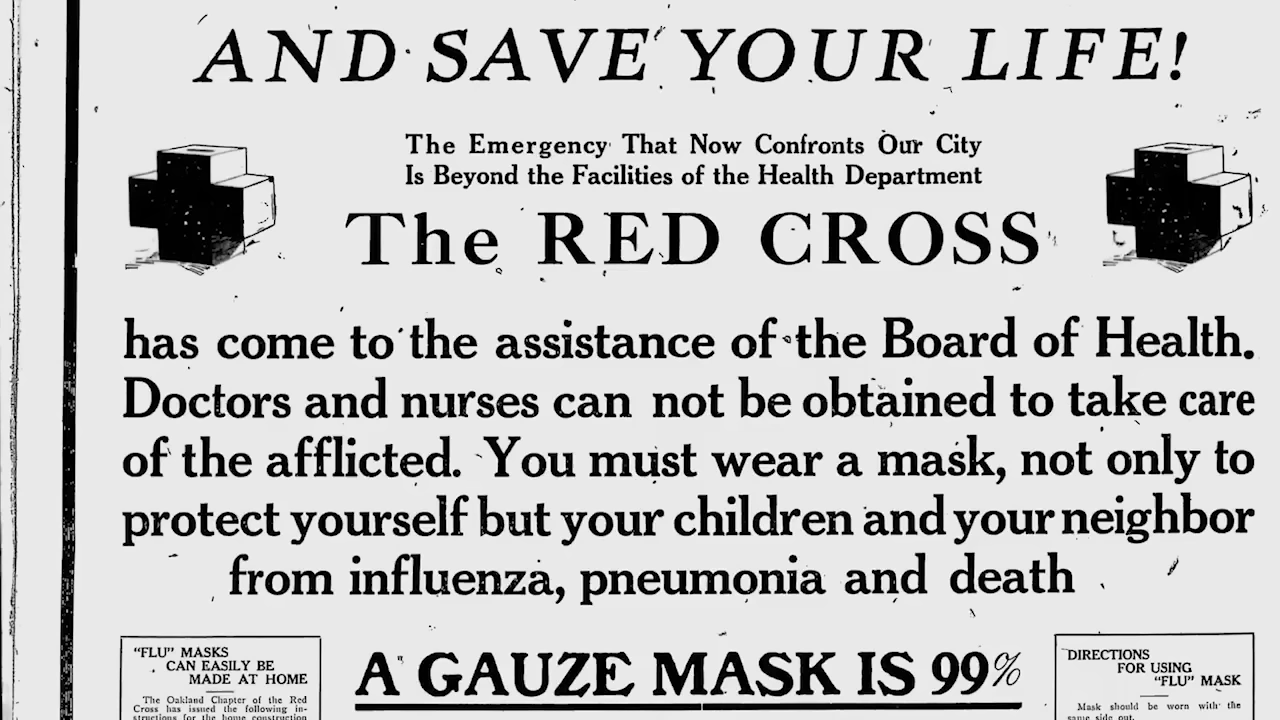 AND SAVE YOUR LIFE!
The Emergency That Now Confronts Our City
Is Beyond the Facilities of the Health Department
The RED CROSS
has come to the assistance of the Board of Health.
Doctors and nurses can not be obtained to take care
of the afflicted. You must wear a mask, not only to
protect yourself but your children and your neighbor
from influenza, pneumonia and death
"FLU" MASKS
CAN EASILY BE
MADE AT HOME
The Oakland Chapter of the Red
Cross has issued the following in-
structions for the home construction
A GAUZE MASK IS 99%
DIRECTIONS
FOR USING
"FLU" MASK
Mask should be worn with the
same side out.